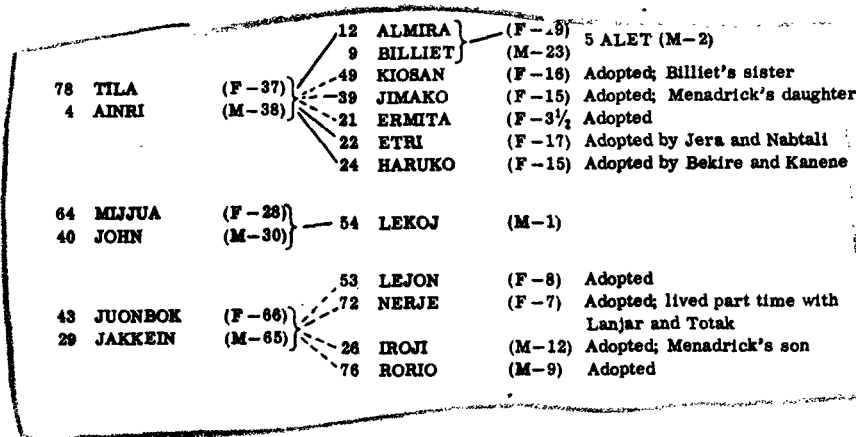 12 ALMIRA (F-19)
9 BILLIET (M-23) 5 ALET (M-2)
49 KIOSAN (F-16) Adopted; Billiet's sister
78 TILA (F-37) 39 JIMAKO (F-15) Adopted; Menadrick's daughter
4 AINRI (M-38) 21 ERMITA (F-3½ Adopted
22 ETRI (F-17) Adopted by Jera and Nabtali
24 HARUKO (F-15) Adopted by Bekire and Kanene
64 MIJJUA (F-28)
54 LEKOJ (M-1)
40 JOHN (M-30)
53 LEJON (F-8) Adopted
72 NERJE (F-7) Adopted; lived part time with
43 JUONBOK (F-66) Lanjar and Totak
29 JAKKEIN (M-65) 26 IROJI (M-12) Adopted; Menadrick's son
76 RORIO (M-9) Adopted